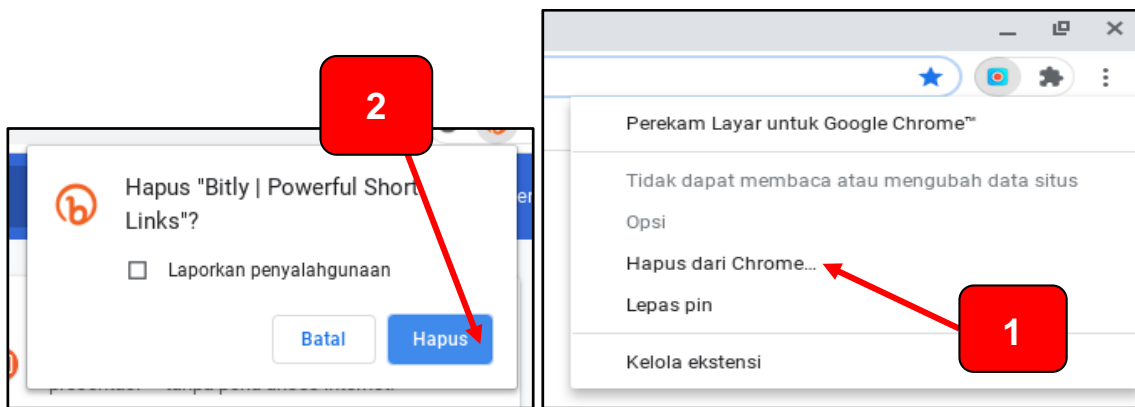 2
Hapus "Bitly | Powerful Short
Links"?
Laporkan penyalahgunaan
Batal
Hapus
1
Perekam Layar untuk Google Chrome™
Tidak dapat membaca atau mengubah data situs
Opsi
Hapus dari Chrome...
Lepas pin
Kelola ekstensi